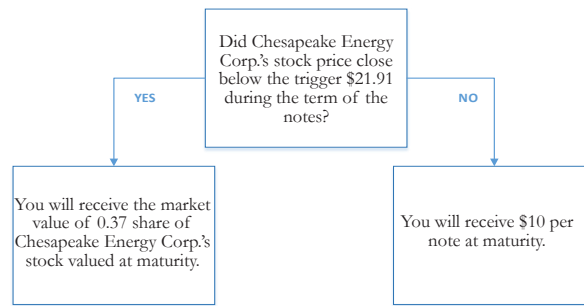 Did Chesapeake Energy
Corp.'s stock price close
below the trigger $21.91
during the term of the
notes?
YES
NO
You will receive the market
value of 0.37 share of
Chesapeake Energy Corp.'s
stock valued at maturity.
You will receive $10 per
note at maturity.